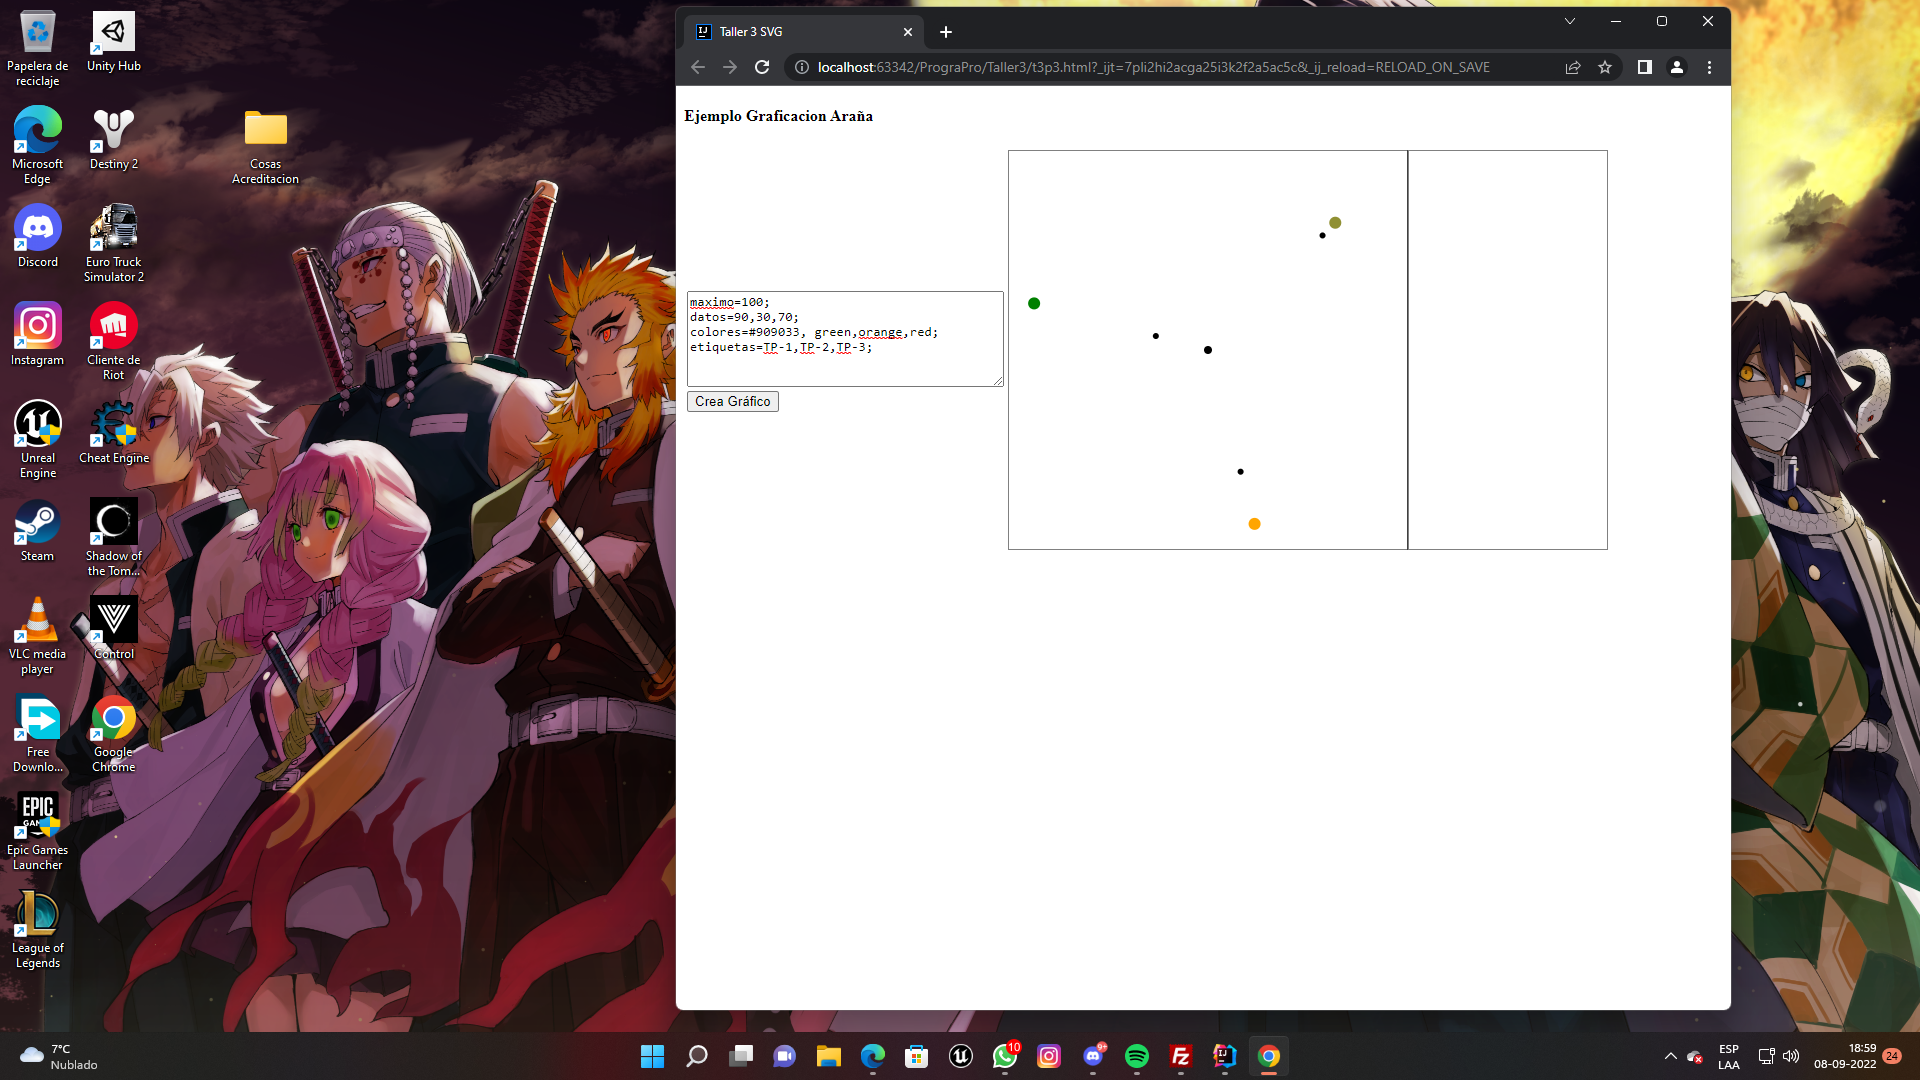 Papelera de
reciclaje
Unity Hub
Microsoft
Edge
Destiny 2
Cosas
Acreditacion
Discord
Euro Truck
Simulator 2
Instagram
Cliente de
Riot
Unreal
Engine
Cheat Engine
Steam
Shadow of
the Tom...
VLC media
player
Control
Free
Downlo...
Google
Chrome
EPIC
GAMES
Epic Games
Launcher
League of
Legends
Taller 3 SVG
localhost:63342/PrograPro/Taller3/t3p3.html?_ijt=7pli2hi2acga25i3k2f2a5ac5c&_ij_reload=RELOAD_ON_SAVE
Ejemplo Graficacion Araña
maximo=100;
datos=90,30,70;
colores=#909033, green,orange,red;
etiquetas=TP-1,TP-2,TP-3;
Crea Gráfico
7°C
Nublado
10
9+
ESP
LAA
18:59
08-09-2022
24